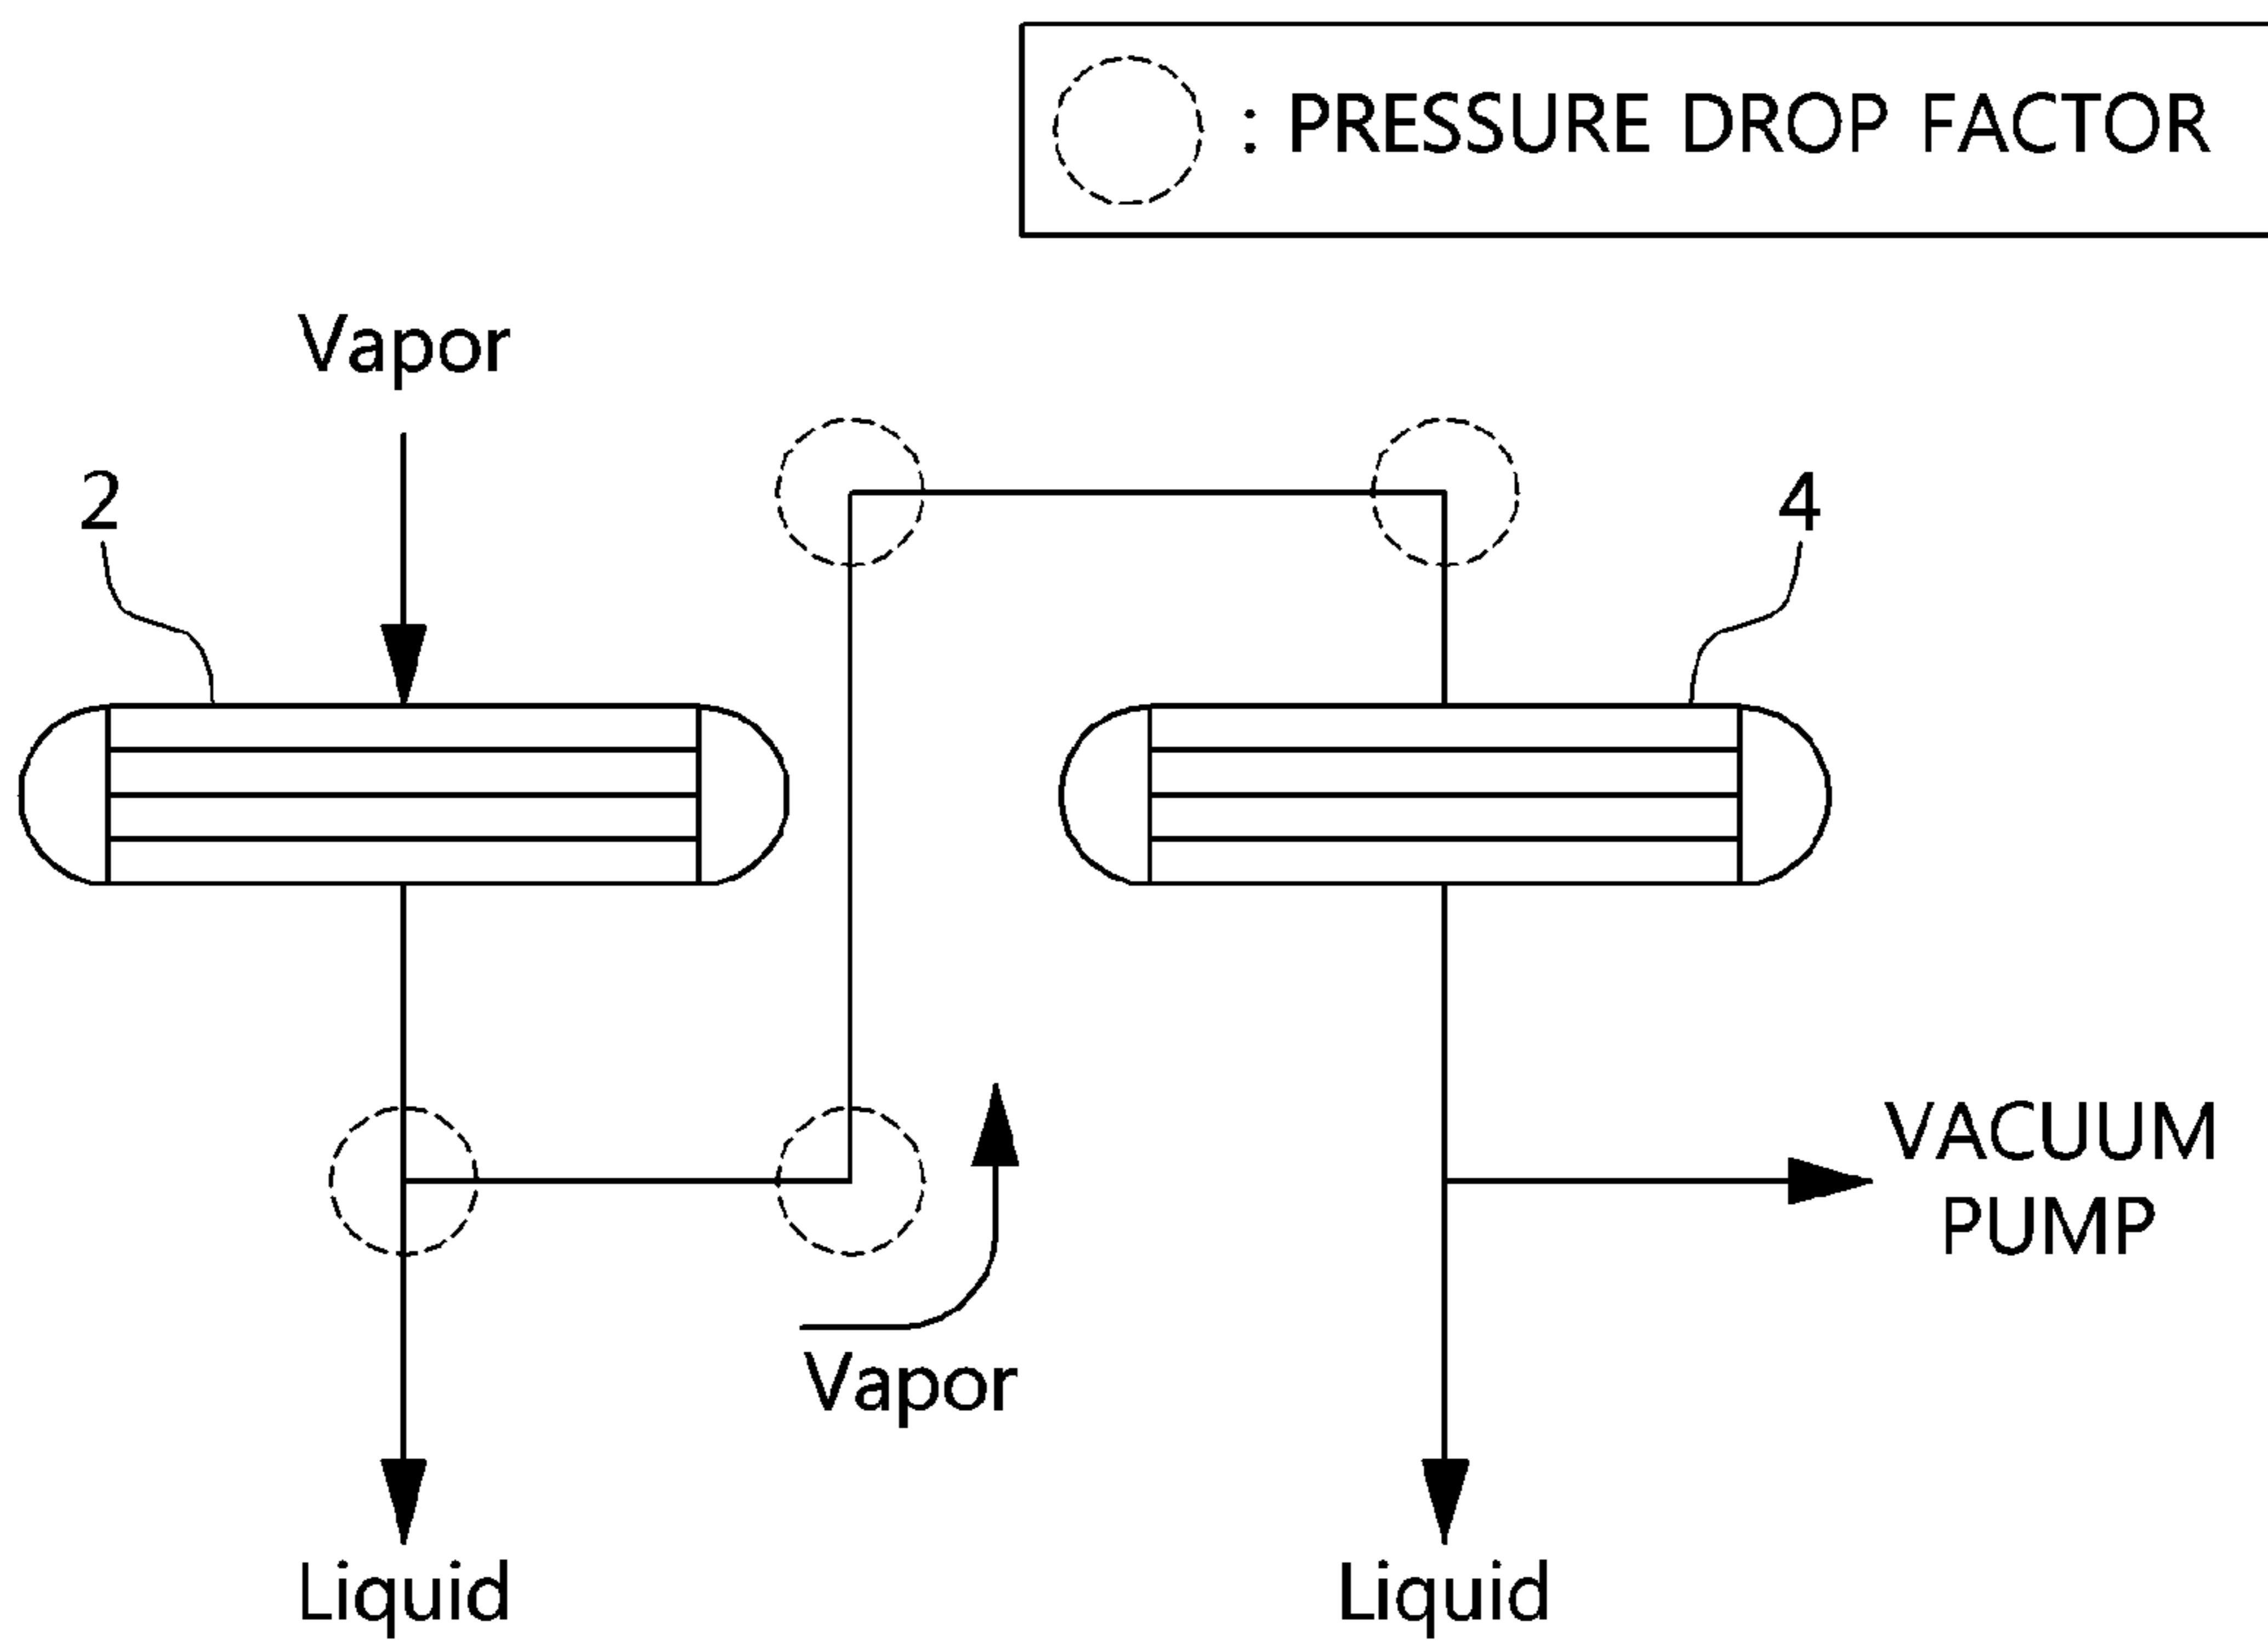 : PRESSURE DROP FACTOR
Vapor
2
4
VACUUM
PUMP
Vapor
Liquid
Liquid